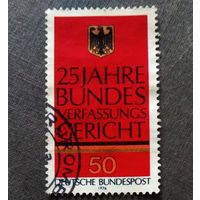 25 JAHRE
BUNDES
VERFASSUNGS
GERICHT
50
DEUTSCHE BUNDESPOST
1976